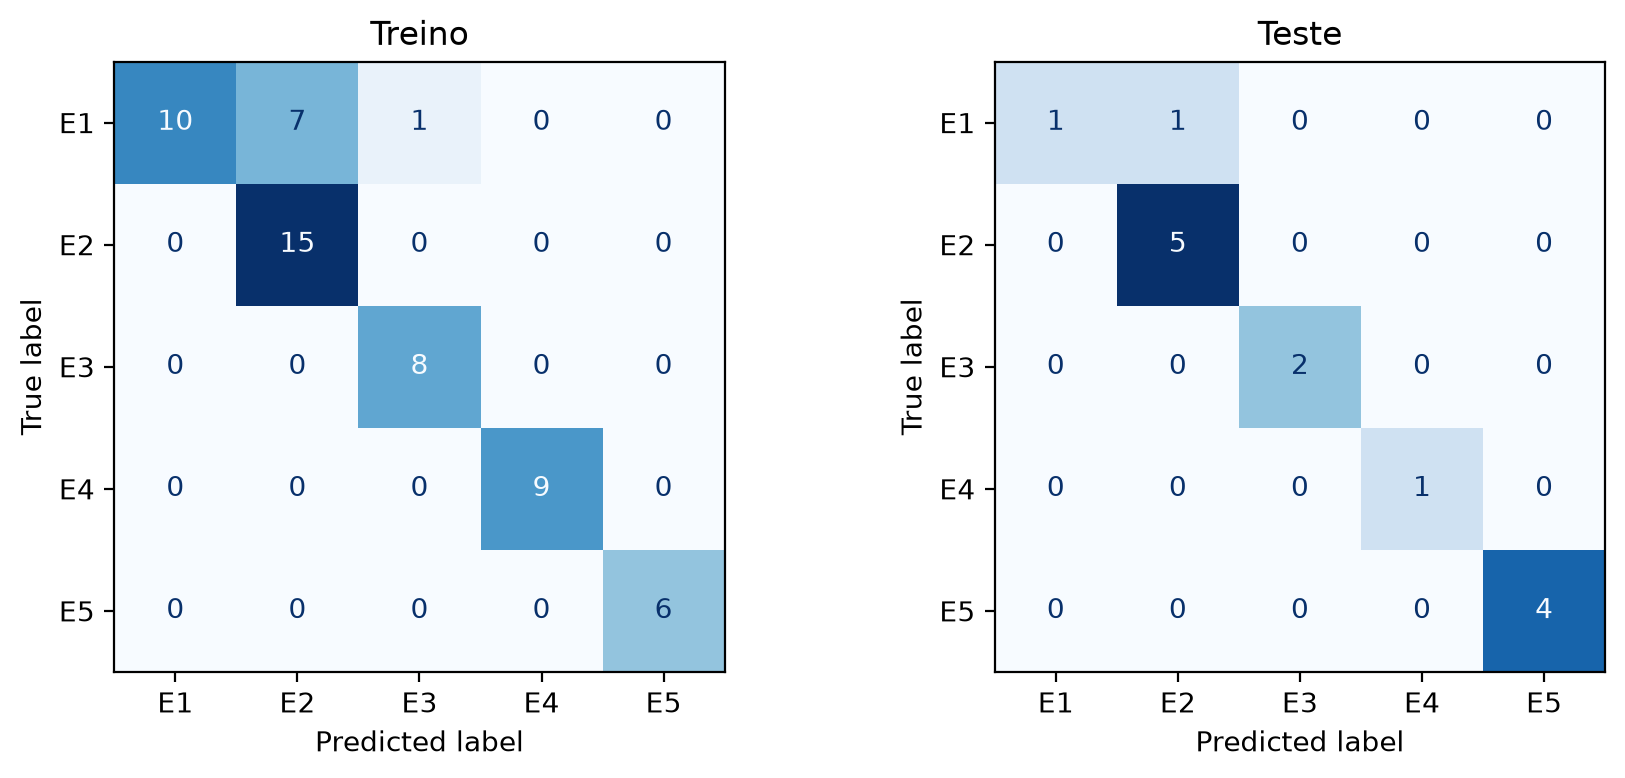 Treino
True label
E1 10 7 1 0 0
E2 0 15 0 0 0
E3 0 0 8 0 0
E4 0 0 0 9 0
E5 0 0 0 0 6
E1 E2 E3 E4 E5
Predicted label
Teste
True label
E1 1 1 0 0 0
E2 0 5 0 0 0
E3 0 0 2 0 0
E4 0 0 0 1 0
E5 0 0 0 0 4
E1 E2 E3 E4 E5
Predicted label